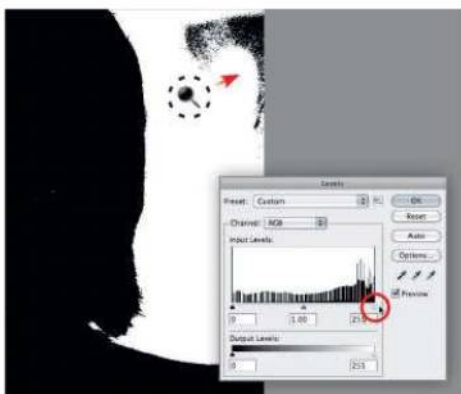 Levels
Preset: Custom
OK
Reset
Channel: RGB
Auto
Input Levels:
Options...
Preview
0
1.00
Output Levels:
0
255